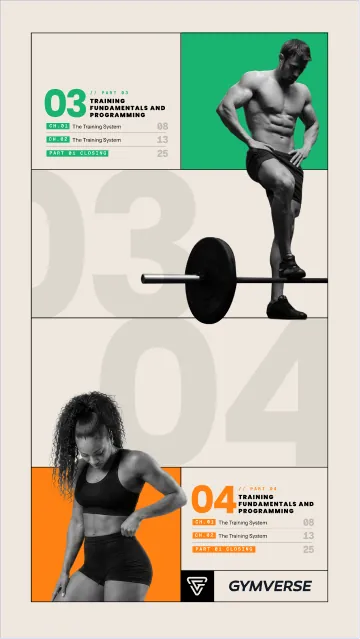 03
// PART 03
TRAINING
FUNDAMENTALS AND
PROGRAMMING
CH.01 The Training System 08
CH.02 The Training System 13
PART 01 CLOSING 25
03
04
04
// PART 04
TRAINING
FUNDAMENTALS AND
PROGRAMMING
CH.01 The Training System 08
CH.02 The Training System 13
PART 01 CLOSING 25
GYMVERSE